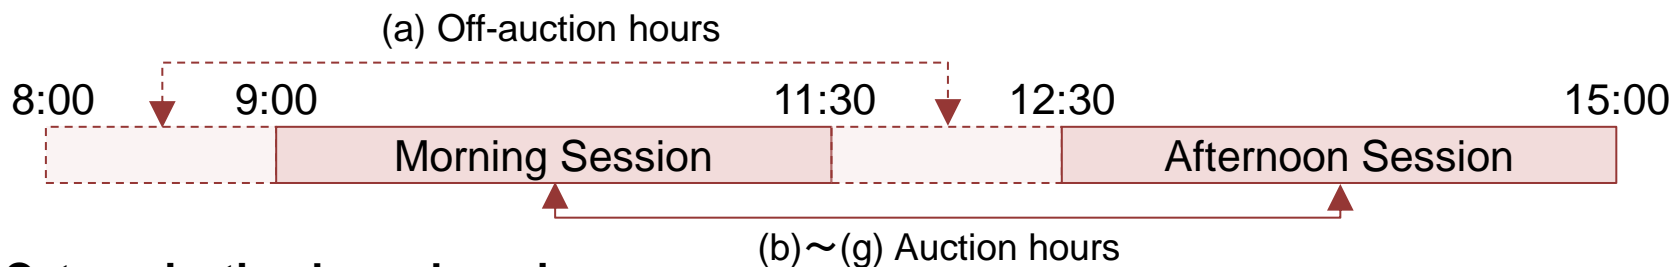 (a) Off-auction hours
8:00 9:00 11:30 12:30 15:00
Morning Session Afternoon Session
(b)～(g) Auction hours